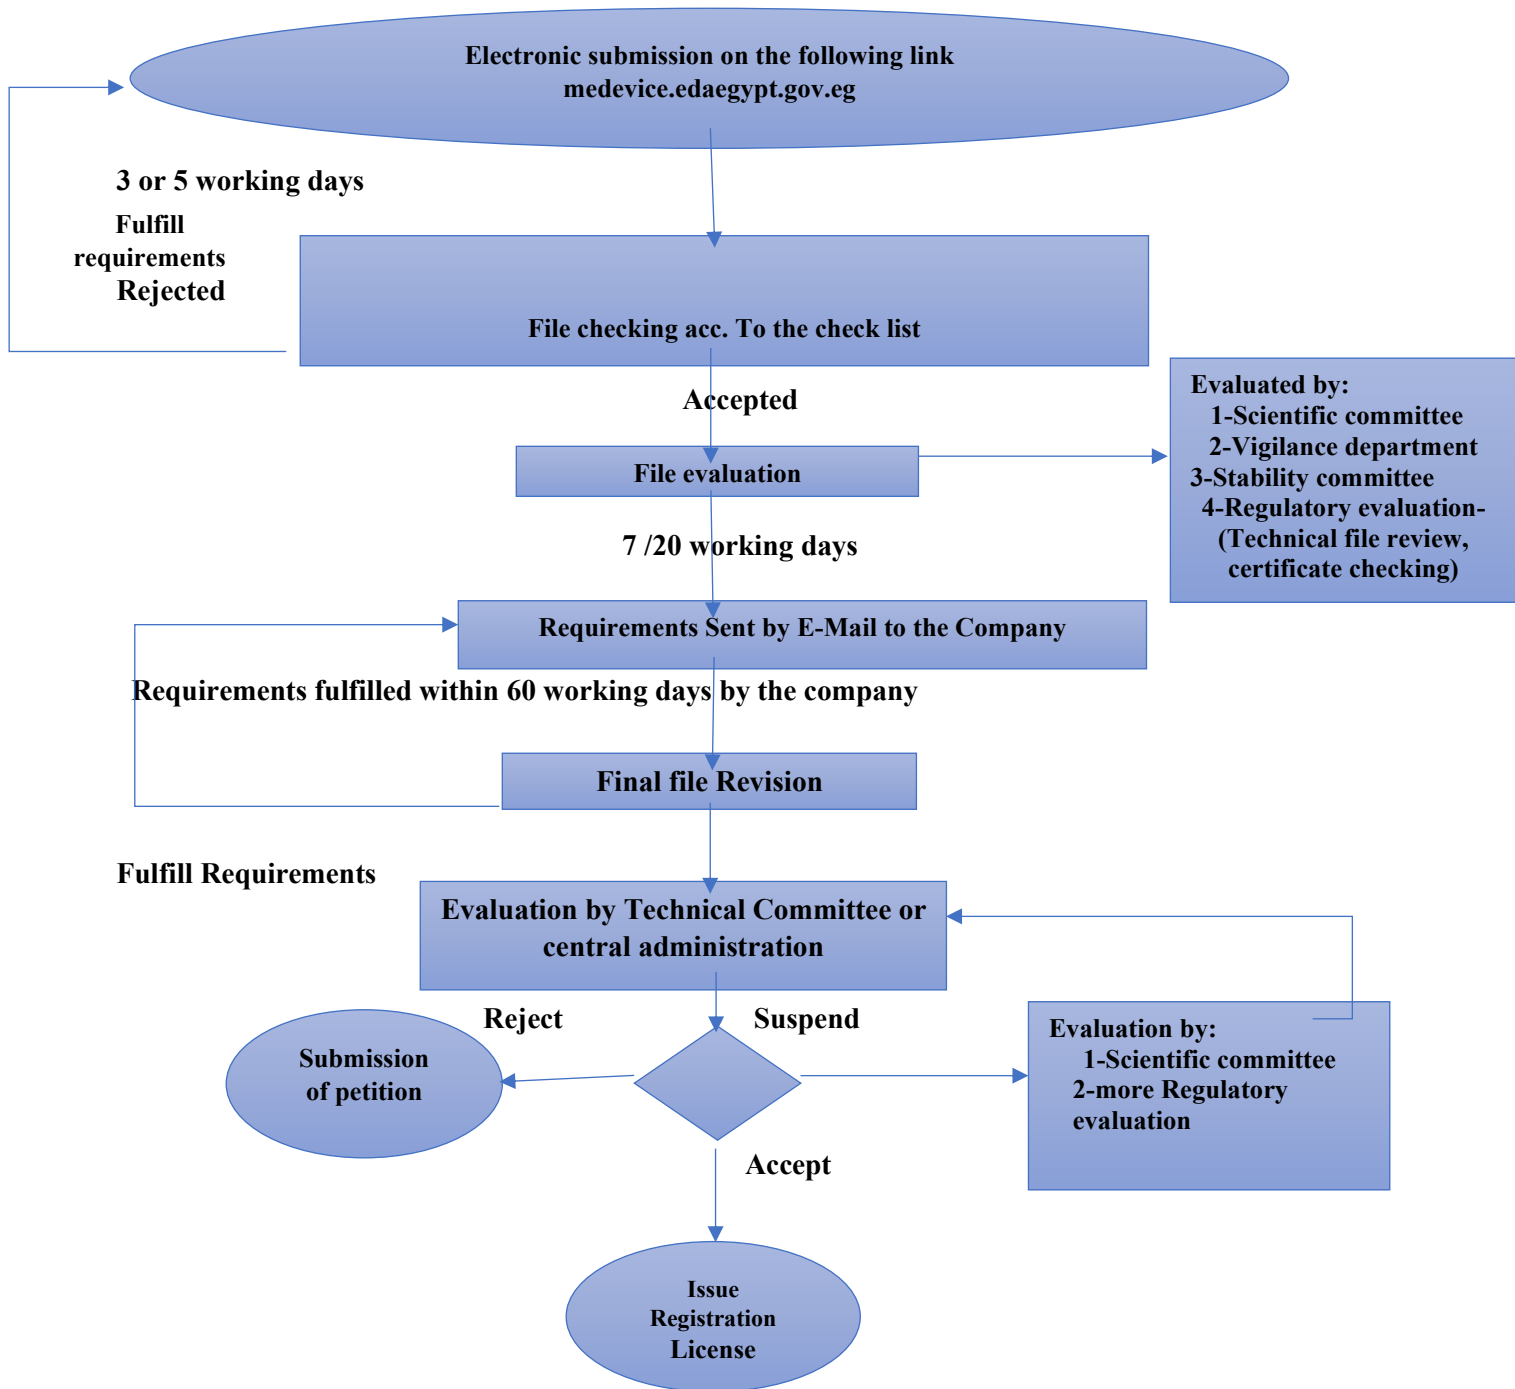 Electronic submission on the following link
medevice.edaegypt.gov.eg
3 or 5 working days
Fulfill
requirements
Rejected
File checking acc. To the check list
Accepted
Evaluated by:
1-Scientific committee
2-Vigilance department
3-Stability committee
4-Regulatory evaluation-
(Technical file review,
certificate checking)
File evaluation
7 /20 working days
Requirements Sent by E-Mail to the Company
Requirements fulfilled within 60 working days by the company
Final file Revision
Fulfill Requirements
Evaluation by Technical Committee or
central administration
Reject
Suspend
Submission
of petition
Evaluation by:
1-Scientific committee
2-more Regulatory
evaluation
Accept
Issue
Registration
License